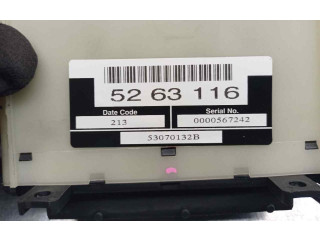 52 63 116
Date Code Serial No.
213 0000567242
53070132B